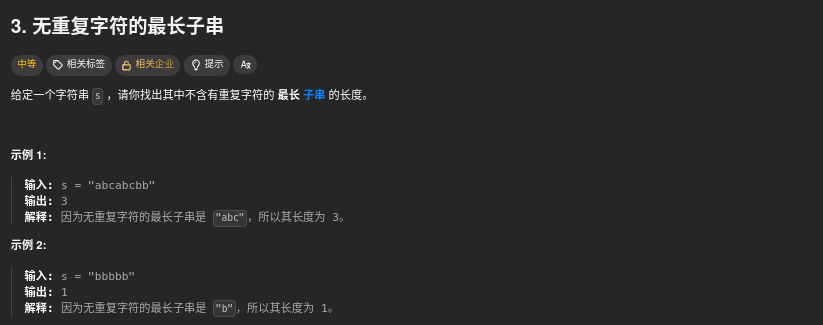 3. 无重复字符的最长子串
中等 相关标签 相关企业 提示 Aa
给定一个字符串 s ，请你找出其中不含有重复字符的 最长 子串 的长度。
示例 1:
输入: s = "abcabcbb"
输出: 3
解释: 因为无重复字符的最长子串是 "abc"，所以其长度为 3。
示例 2:
输入: s = "bbbbb"
输出: 1
解释: 因为无重复字符的最长子串是 "b"，所以其长度为 1。